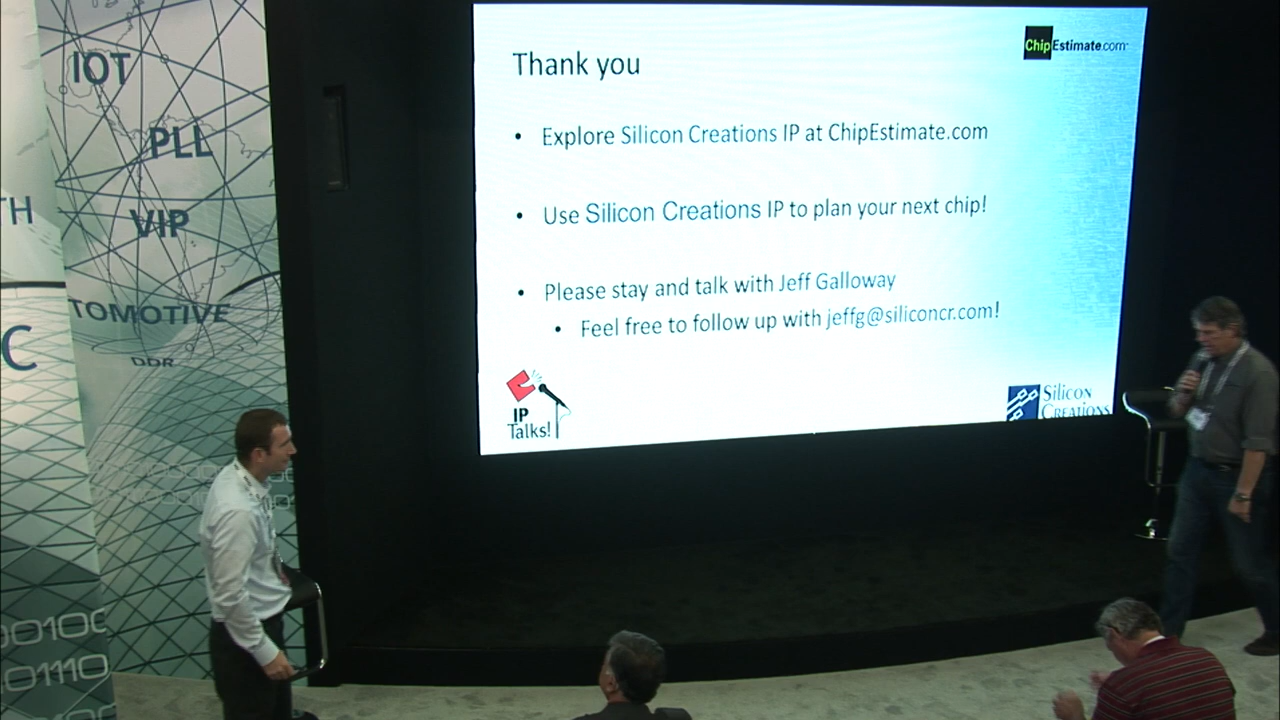 IOT
PLL
VIP
TH
TOMOTIVE
C
DDR
00100
01110
Thank you
ChipEstimate.com
• Explore Silicon Creations IP at ChipEstimate.com
• Use Silicon Creations IP to plan your next chip!
• Please stay and talk with Jeff Galloway
• Feel free to follow up with jeffg@siliconcr.com!
IP
Talks!
Silicon
Creations